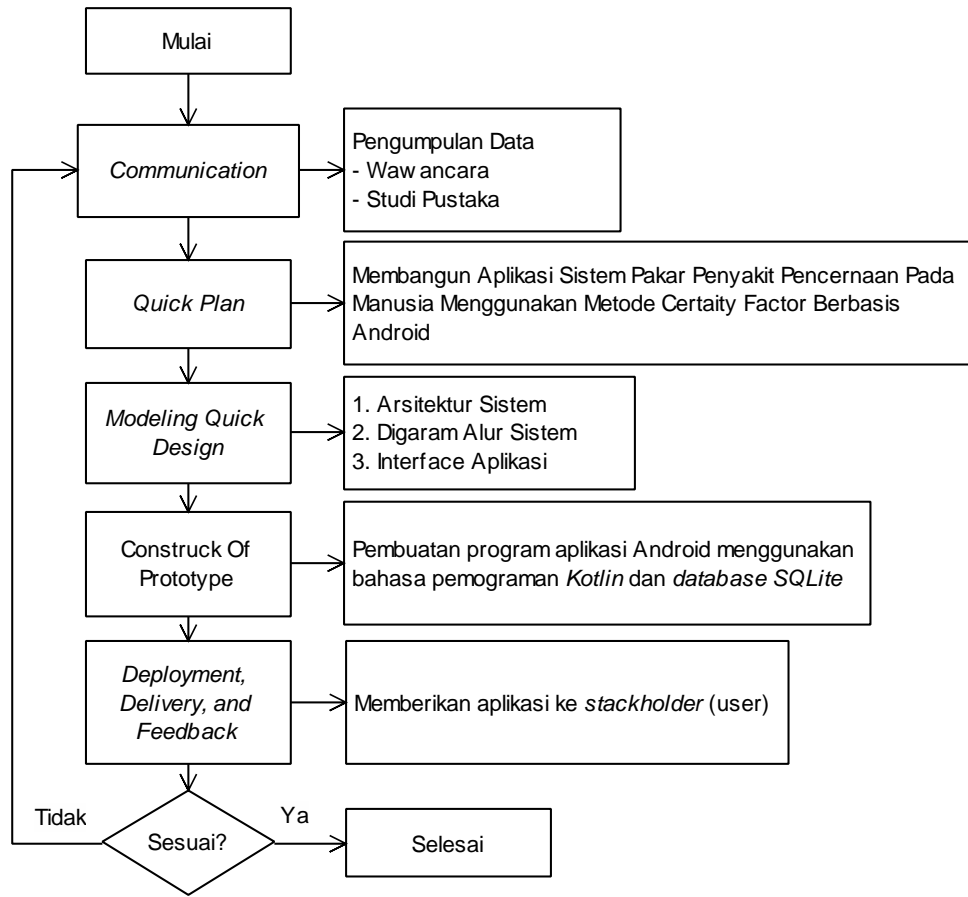 Mulai
Communication
Pengumpulan Data
- Wawancara
- Studi Pustaka
Quick Plan
Membangun Aplikasi Sistem Pakar Penyakit Pencernaan Pada
Manusia Menggunakan Metode Certaity Factor Berbasis
Android
Modeling Quick
Design
1. Arsitektur Sistem
2. Digaram Alur Sistem
3. Interface Aplikasi
Construck Of
Prototype
Pembuatan program aplikasi Android menggunakan
bahasa pemograman Kotlin dan database SQLite
Deployment,
Delivery, and
Feedback
Memberikan aplikasi ke stackholder (user)
Tidak
Sesuai?
Ya
Selesai